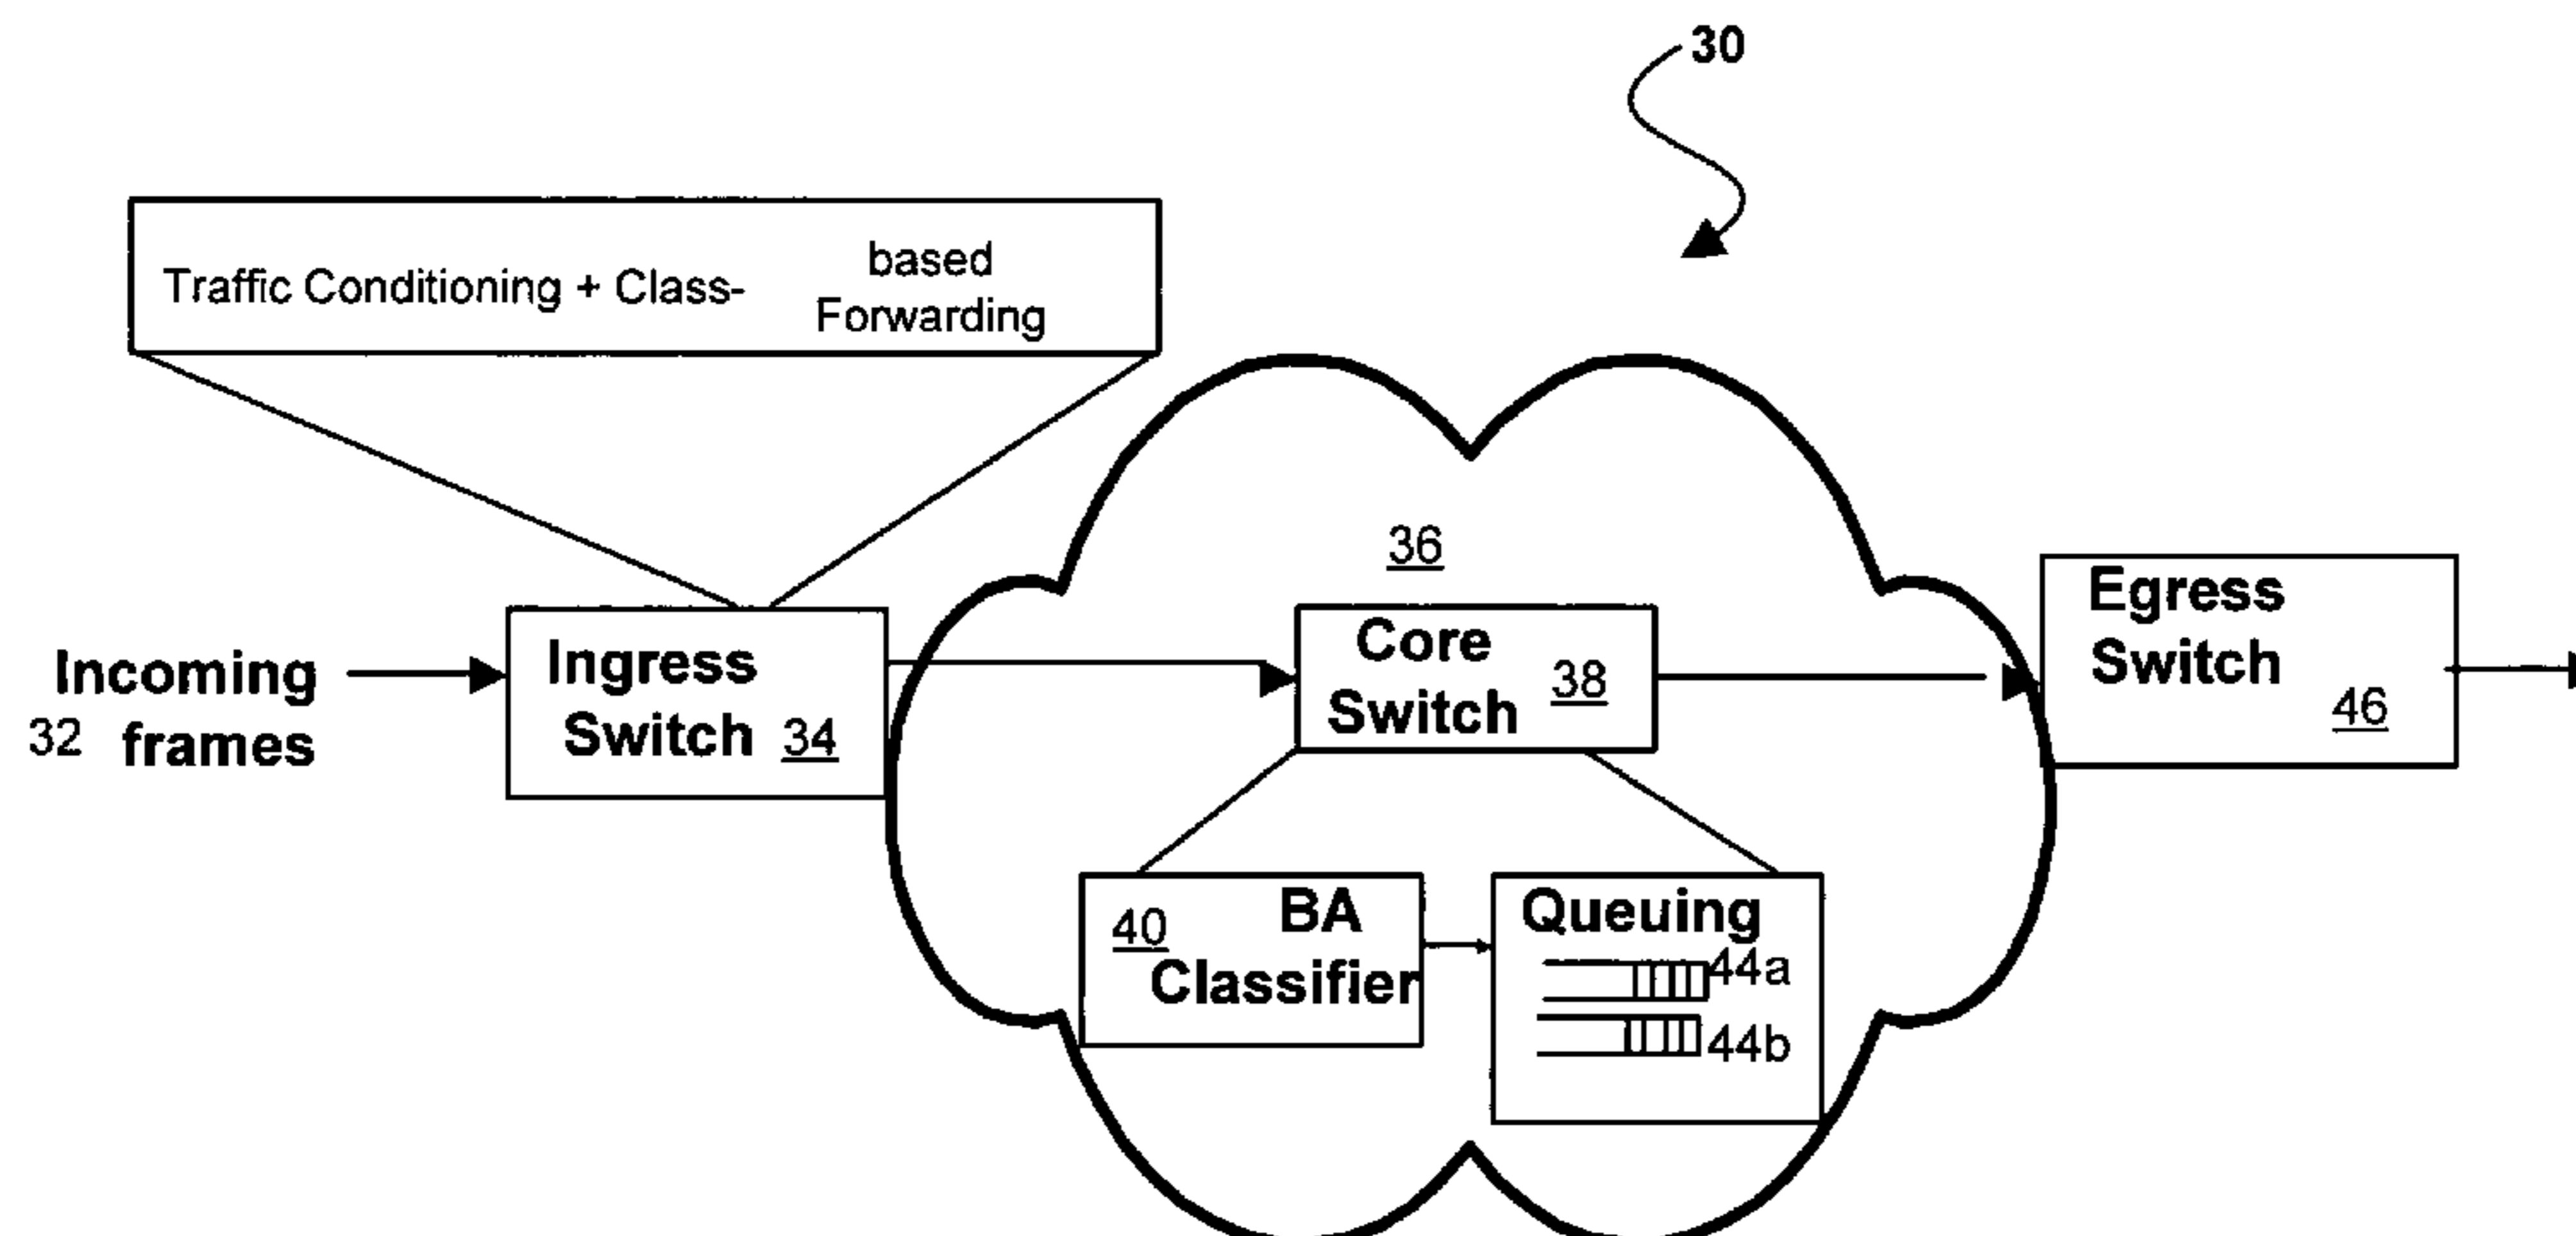 30
Traffic Conditioning + Class-
based
Forwarding
36
Incoming
32 frames
Ingress
Switch 34
Core
Switch 38
Egress
Switch
46
40 BA
Classifier
Queuing
44a
44b